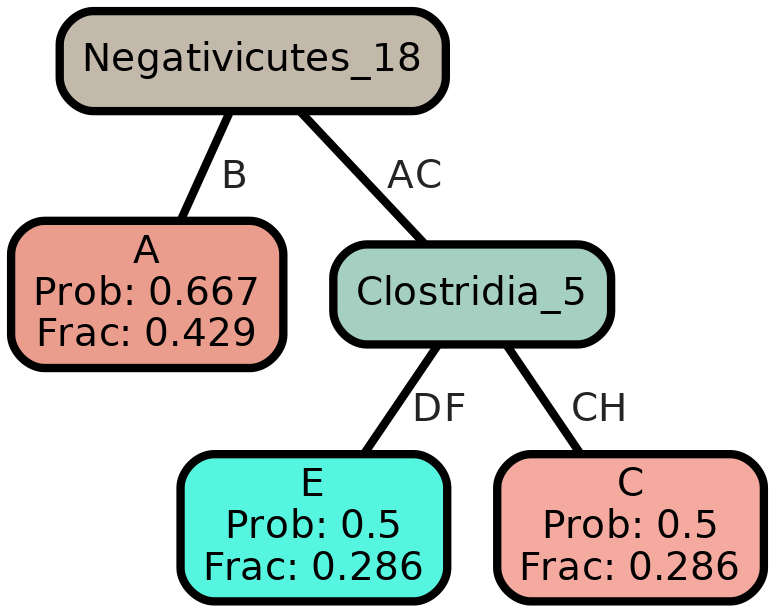 Negativicutes_18
B
AC
A
Prob: 0.667
Frac: 0.429
Clostridia_5
DF
CH
E
Prob: 0.5
Frac: 0.286
C
Prob: 0.5
Frac: 0.286